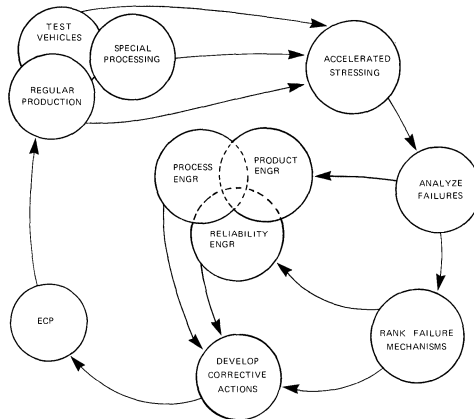 TEST
VEHICLES
SPECIAL
PROCESSING
REGULAR
PRODUCTION
ACCELERATED
STRESSING
PROCESS
ENGR
PRODUCT
ENGR
ANALYZE
FAILURES
RELIABILITY
ENGR
ECP
RANK FAILURE
MECHANISMS
DEVELOP
CORRECTIVE
ACTIONS